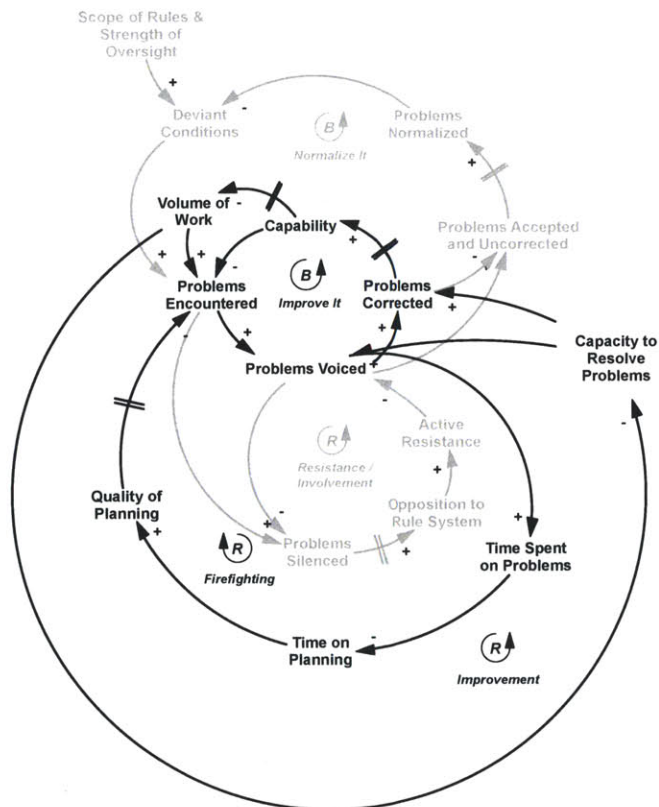 Scope of Rules &
Strength of
Oversight
+
-
Deviant
Conditions
Problems
Normalized
B
Normalize It
+
Volume of
Work
-
Capability
Problems Accepted
and Uncorrected
+
+
+
-
-
-
B
Improve It
Problems
Encountered
Problems
Corrected
+
-
+
+
Problems Voiced
+
Capacity to
Resolve
Problems
-
-
R
Resistance /
Involvement
Active
Resistance
+
Quality of
Planning
+
Opposition to
Rule System
+
-
+
R
Firefighting
Problems
Silenced
+
Time Spent
on Problems
Time on
Planning
-
R
Improvement